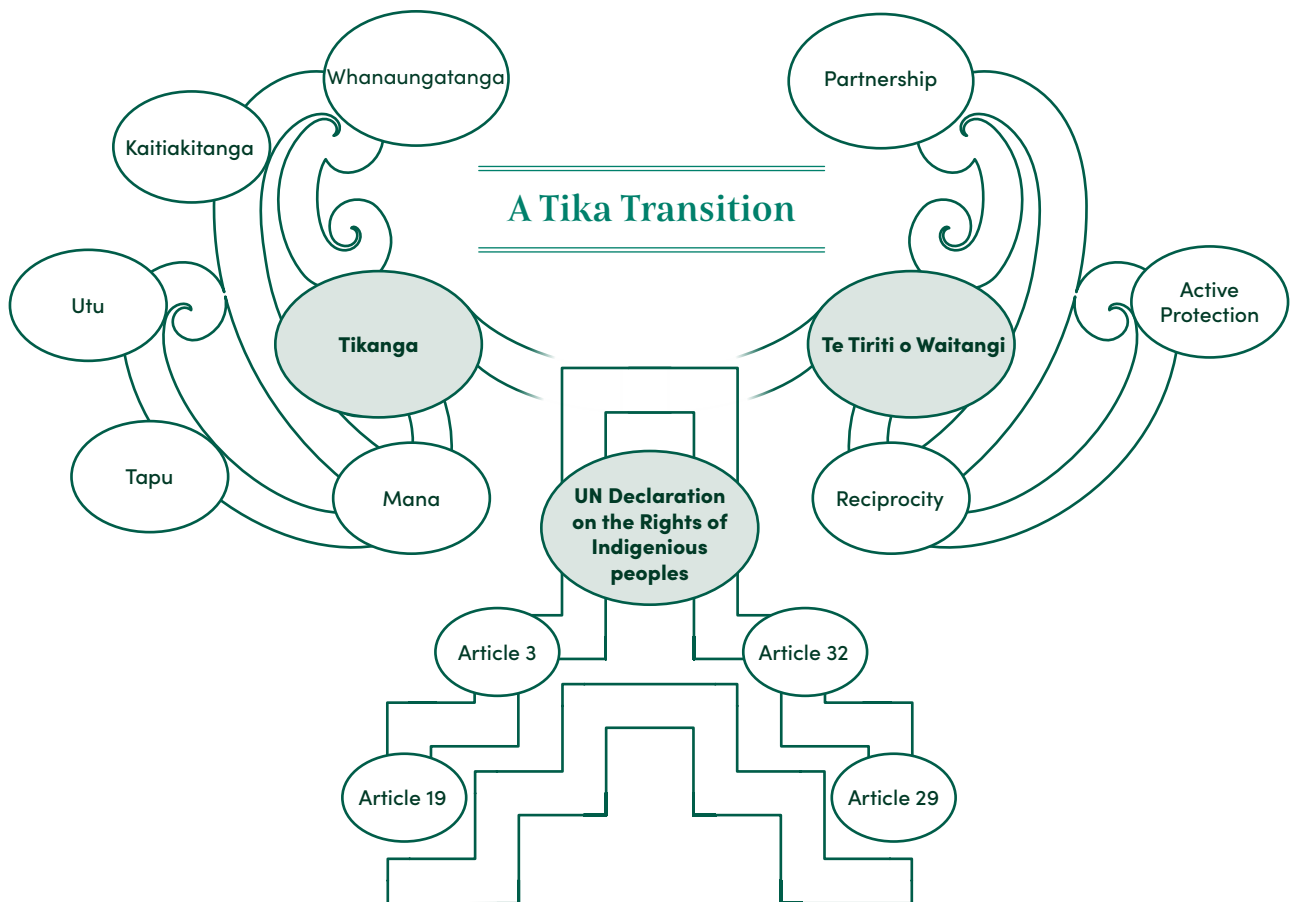 A Tika Transition
Whanaungatanga
Kaitiakitanga
Utu
Tapu
Mana
Tikanga
Partnership
Active
Protection
Te Tiriti o Waitangi
Reciprocity
UN Declaration
on the Rights of
Indigenious
peoples
Article 3
Article 32
Article 19
Article 29